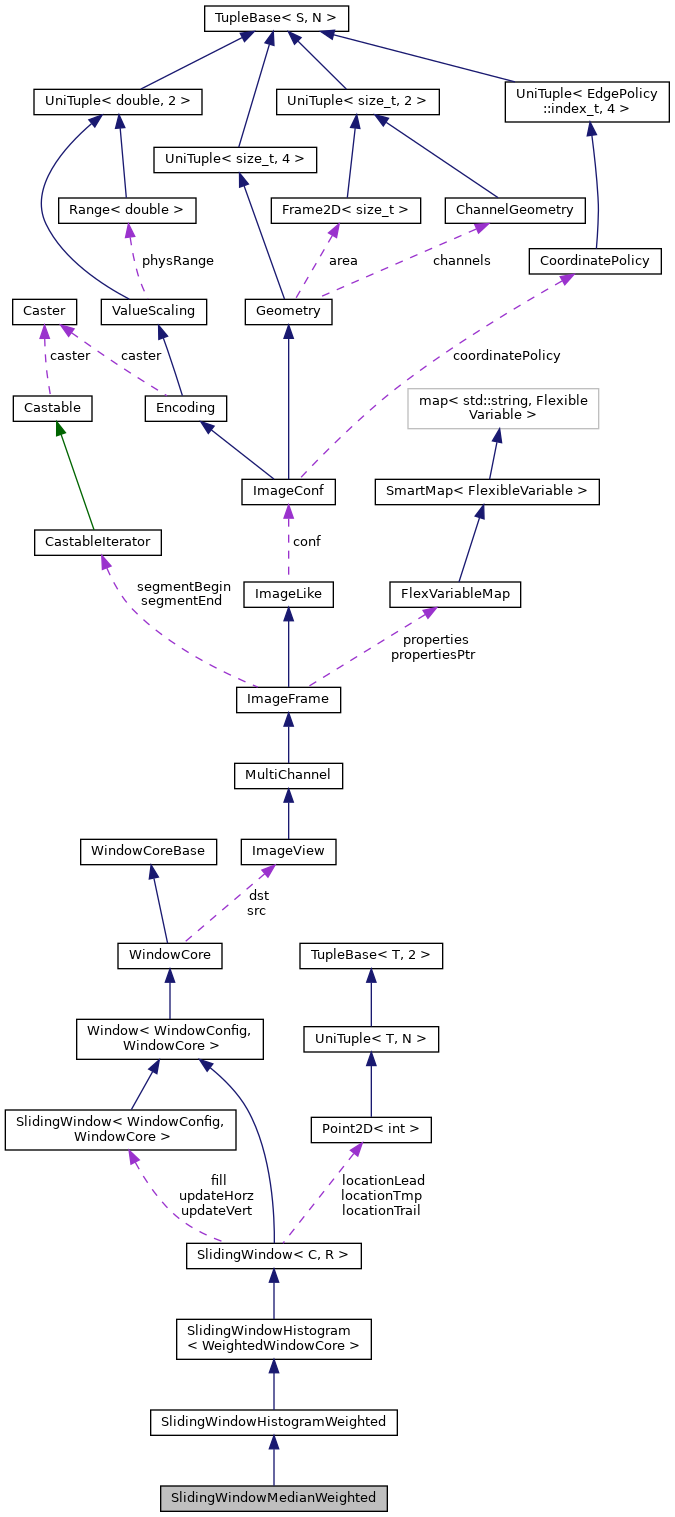 TupleBase< S, N >
UniTuple< double, 2 >
UniTuple< size_t, 2 >
UniTuple< EdgePolicy
::index_t, 4 >
UniTuple< size_t, 4 >
Range< double >
Frame2D< size_t >
ChannelGeometry
CoordinatePolicy
physRange
area
channels
Caster
ValueScaling
Geometry
caster
caster
coordinatePolicy
Castable
Encoding
map< std::string, Flexible
Variable >
ImageConf
SmartMap< FlexibleVariable >
CastableIterator
conf
segmentBegin
segmentEnd
ImageLike
FlexVariableMap
properties
propertiesPtr
ImageFrame
MultiChannel
WindowCoreBase
ImageView
dst
src
WindowCore
TupleBase< T, 2 >
Window< WindowConfig,
WindowCore >
UniTuple< T, N >
SlidingWindow< WindowConfig,
WindowCore >
Point2D< int >
fill
updateHorz
updateVert
locationLead
locationTmp
locationTrail
SlidingWindow< C, R >
SlidingWindowHistogram
< WeightedWindowCore >
SlidingWindowHistogramWeighted
SlidingWindowMedianWeighted